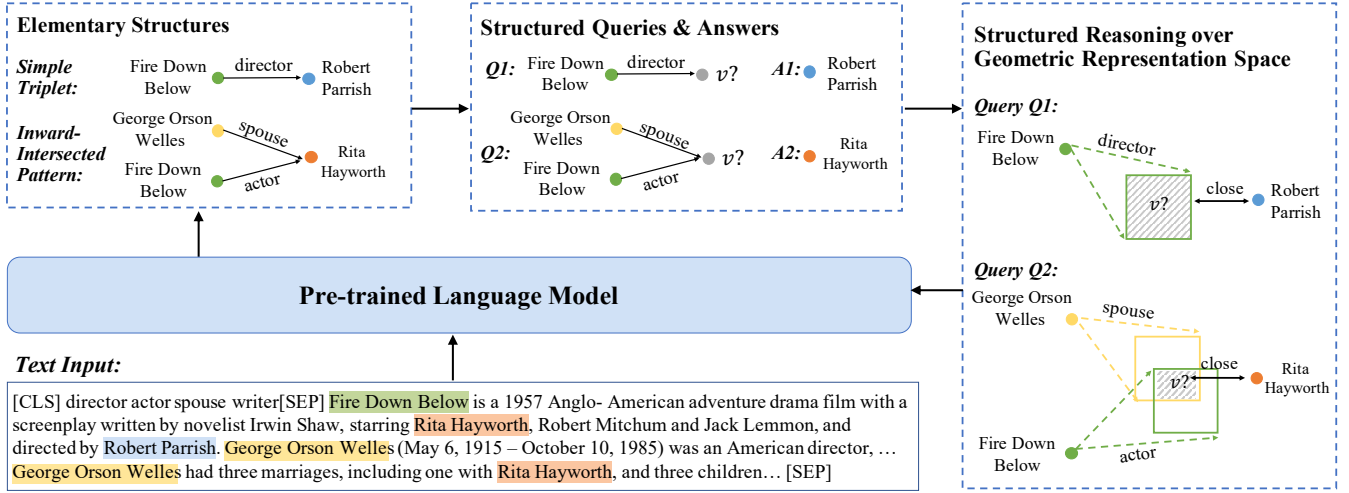 Elementary Structures
Simple
Triplet:
Fire Down
Below
director
Robert
Parrish
Inward-
Intersected
Pattern:
George Orson
Welles
spouse
Fire Down
Below
actor
Rita
Hayworth
Structured Queries & Answers
Q1:
Fire Down
Below
director
v?
A1:
Robert
Parrish
Q2:
George Orson
Welles
spouse
Fire Down
Below
actor
v?
A2:
Rita
Hayworth
Structured Reasoning over
Geometric Representation Space
Query Q1:
Fire Down
Below
director
v?
close
Robert
Parrish
Query Q2:
George Orson
Welles
spouse
v?
close
Rita
Hayworth
Fire Down
Below
actor
Pre-trained Language Model
Text Input:
[CLS] director actor spouse writer[SEP] Fire Down Below is a 1957 Anglo- American adventure drama film with a
screenplay written by novelist Irwin Shaw, starring Rita Hayworth, Robert Mitchum and Jack Lemmon, and
directed by Robert Parrish. George Orson Welles (May 6, 1915 – October 10, 1985) was an American director, …
George Orson Welles had three marriages, including one with Rita Hayworth, and three children… [SEP]